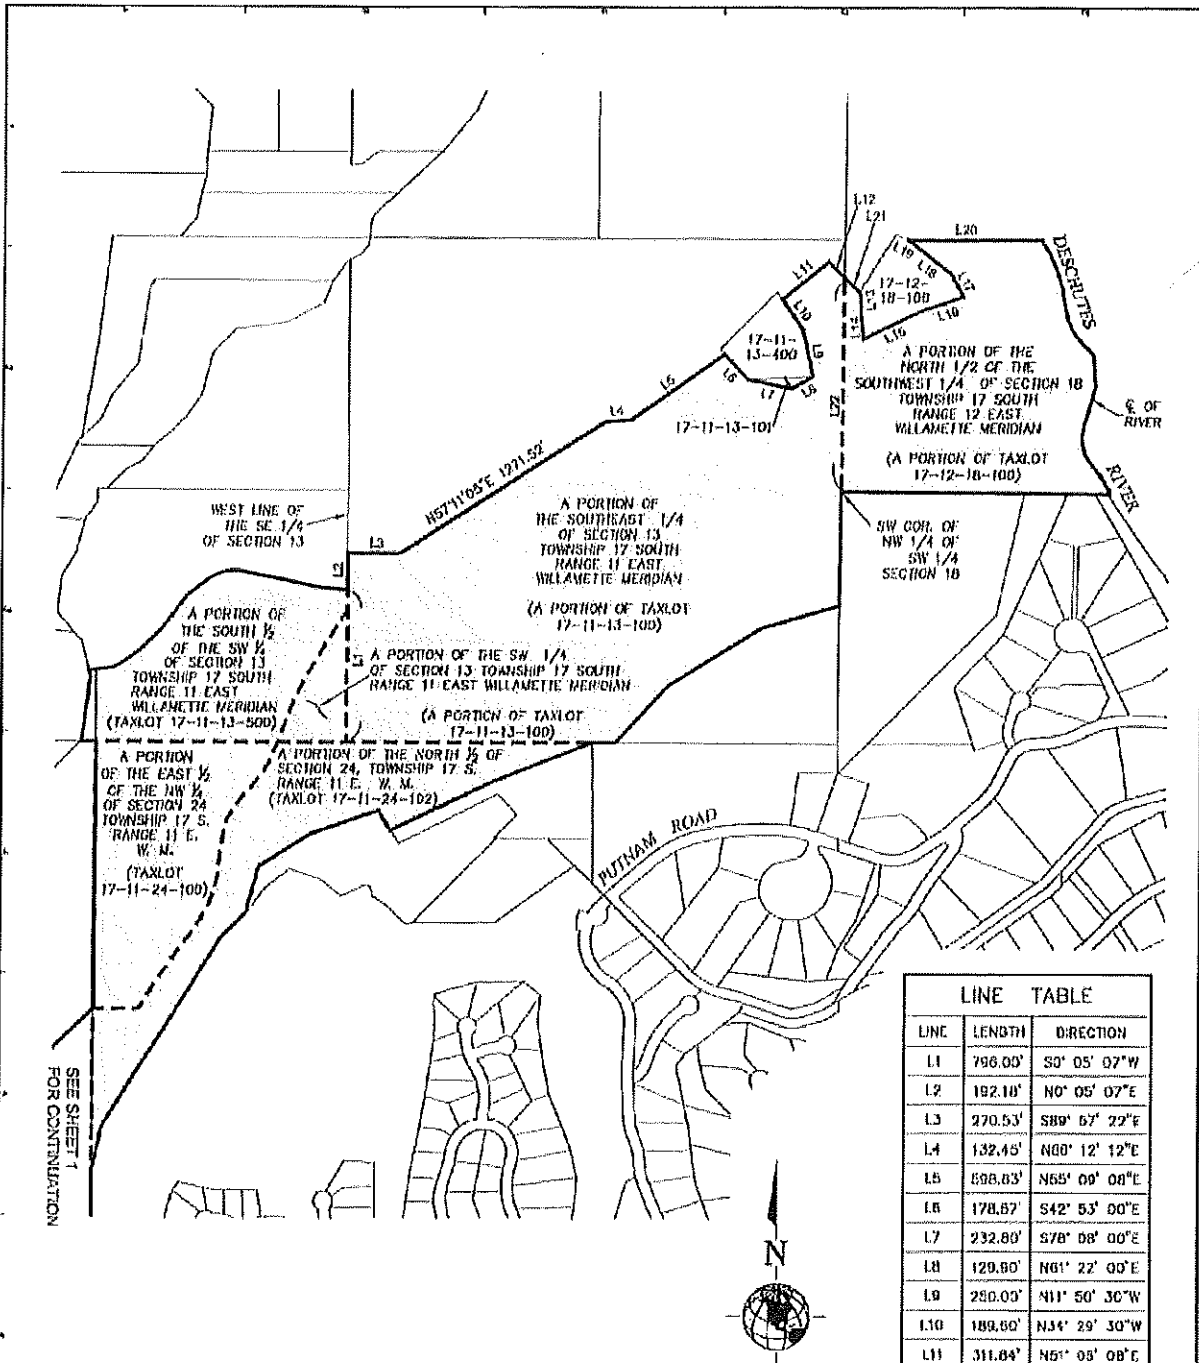 L12
L21
L20
DESCHUTES
L19
L18
L17
L11
17-12-
18-100
L10
17-11-
13-400
L9
L7
L8
L22
A PORTION OF THE
NORTH 1/2 OF THE
SOUTHWEST 1/4 OF SECTION 18
TOWNSHIP 17 SOUTH
RANGE 12 EAST
WILLAMETTE MERIDIAN
(A PORTION OF TAXLOT
17-12-18-100)
℄ OF
RIVER
RIVER
17-11-13-101
L4
N57°11'05"E 1271.52'
WEST LINE OF
THE SE 1/4
OF SECTION 13
L3
L2
A PORTION OF
THE SOUTHEAST 1/4
OF SECTION 13
TOWNSHIP 17 SOUTH
RANGE 11 EAST
WILLAMETTE MERIDIAN
(A PORTION OF TAXLOT
17-11-13-100)
SW COR. OF
NW 1/4 OF
SW 1/4
SECTION 18
A PORTION OF
THE SOUTH ½
OF THE SW ¼
OF SECTION 13
TOWNSHIP 17 SOUTH
RANGE 11 EAST
WILLAMETTE MERIDIAN
(TAXLOT 17-11-13-500)
L1
A PORTION OF THE SW 1/4
OF SECTION 13 TOWNSHIP 17 SOUTH
RANGE 11 EAST WILLAMETTE MERIDIAN
(A PORTION OF TAXLOT
17-11-13-100)
A PORTION
OF THE EAST ½
OF THE NW ¼
OF SECTION 24
TOWNSHIP 17 S.
RANGE 11 E.
W. M.
(TAXLOT
17-11-24-100)
A PORTION OF THE NORTH ½ OF
SECTION 24, TOWNSHIP 17 S.
RANGE 11 E. W. M.
(TAXLOT 17-11-24-102)
PUTNAM ROAD
SEE SHEET 1
FOR CONTINUATION
N
LINE TABLE
LINE LENGTH DIRECTION
L1 796.00' S0° 05' 07"W
L2 192.18' N0° 05' 07"E
L3 270.53' S89° 57' 22"E
L4 132.45' 12' 12"E
L5 N55° 09' 08"E
L6 178.67' S42° 53' 00"E
L7 232.80' S78° 08' 00"E
L8 129.90' N61° 22' 00"E
L9 250.00' N11° 50' 30"W
L10 189.60' N34° 29' 30"W
L11 311.84' N51° 05' 08"E